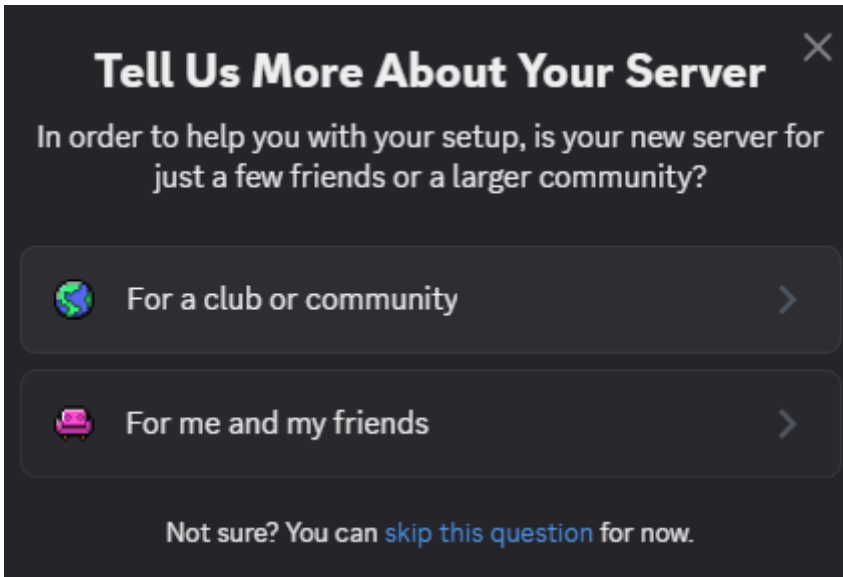 Tell Us More About Your Server
In order to help you with your setup, is your new server for
just a few friends or a larger community?
For a club or community
For me and my friends
Not sure? You can skip this question for now.